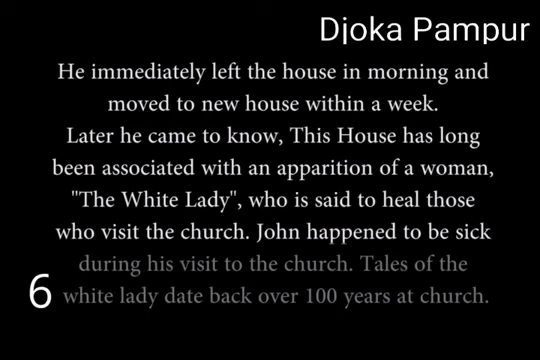 Djoka Pampur
He immediately left the house in morning and
moved to new house within a week.
Later he came to know, This House has long
been associated with an apparition of a woman,
"The White Lady", who is said to heal those
who visit the church. John happened to be sick
during his visit to the church. Tales of the
white lady date back over 100 years at church.
6